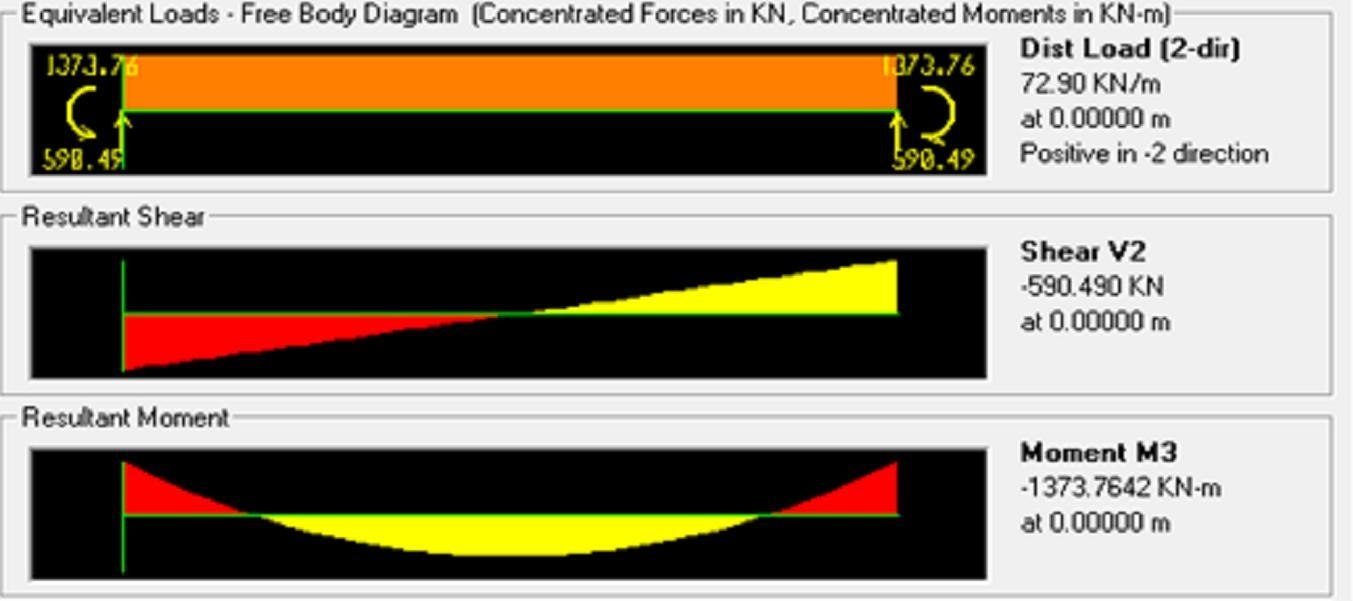 Equivalent Loads - Free Body Diagram (Concentrated Forces in KN, Concentrated Moments in KN-m)
1373.76
1373.76
590.49
590.49
Dist Load (2-dir)
72.90 KN/m
at 0.00000 m
Positive in -2 direction
Resultant Shear
Shear V2
-590.490 KN
at 0.00000 m
Resultant Moment
Moment M3
-1373.7642 KN-m
at 0.00000 m